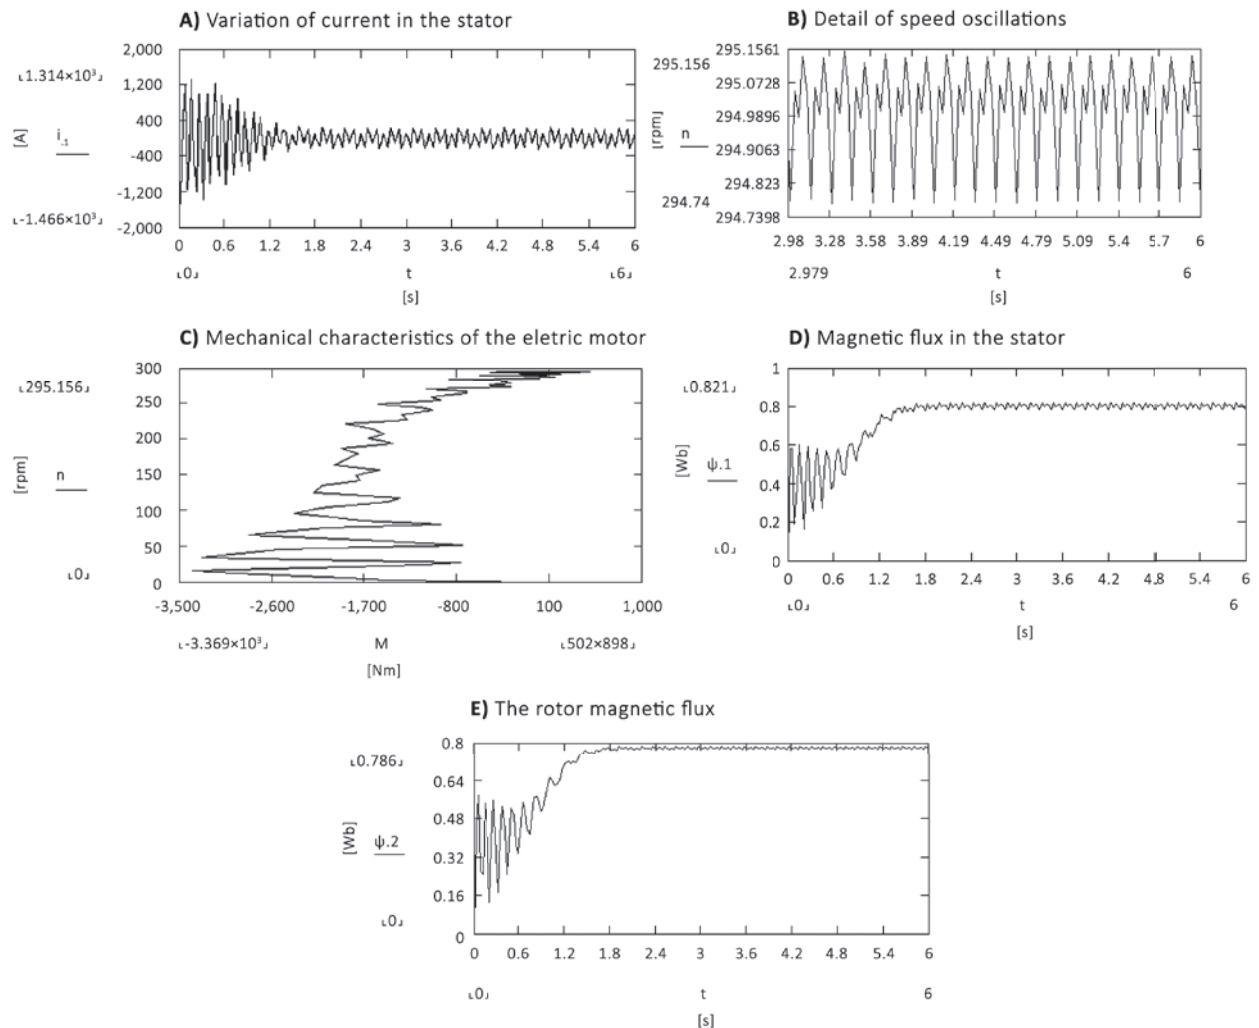 A) Variation of current in the stator
2,000
⌞1.314×10³⌟
1,200
400
[A]
i.1
-400
-1,200
⌞-1.466×10³⌟
-2,000
0 0.6 1.2 1.8 2.4 3 3.6 4.2 4.8 5.4 6
⌞0⌟ t ⌞6⌟
[s]
B) Detail of speed oscillations
295.1561
295.156
295.0728
294.9896
[rpm]
n
294.9063
294.823
294.74
294.7398
2.98 3.28 3.58 3.89 4.19 4.49 4.79 5.09 5.4 5.7 6
2.979 t 6
[s]
C) Mechanical characteristics of the eletric motor
300
⌞295.156⌟
250
200
[rpm]
n
150
100
50
⌞0⌟
0
-3,500 -2,600 -1,700 -800 100 1,000
⌞-3.369×10³⌟ M ⌞502×898⌟
[Nm]
D) Magnetic flux in the stator
1
⌞0.821⌟
0.8
0.6
[Wb]
ψ.1
0.4
0.2
⌞0⌟
0
0 0.6 1.2 1.8 2.4 3 3.6 4.2 4.8 5.4 6
⌞0⌟ t 6
[s]
E) The rotor magnetic flux
0.8
⌞0.786⌟
0.64
0.48
[Wb]
ψ.2
0.32
0.16
⌞0⌟
0
0 0.6 1.2 1.8 2.4 3 3.6 4.2 4.8 5.4 6
⌞0⌟ t 6
[s]